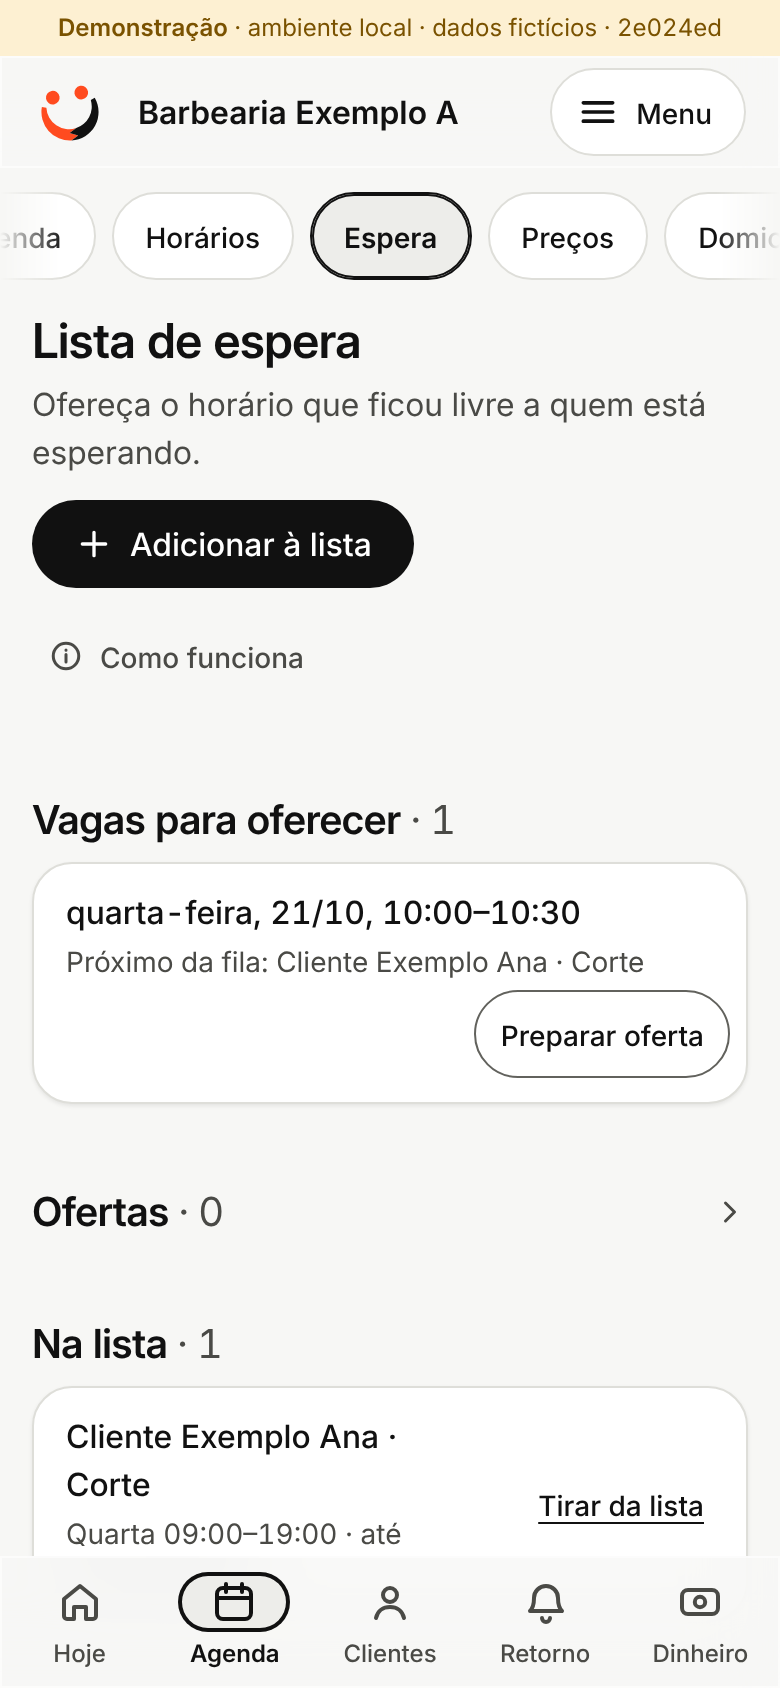 Demonstração · ambiente local · dados fictícios · 2e024ed
Barbearia Exemplo A
Menu
enda
Horários
Espera
Preços
Domic
Lista de espera
Ofereça o horário que ficou livre a quem está
esperando.
Adicionar à lista
Como funciona
Vagas para oferecer · 1
quarta-feira, 21/10, 10:00–10:30
Próximo da fila: Cliente Exemplo Ana · Corte
Preparar oferta
Ofertas · 0
Na lista · 1
Cliente Exemplo Ana ·
Corte
Tirar da lista
Quarta 09:00–19:00 · até
Hoje
Agenda
Clientes
Retorno
Dinheiro